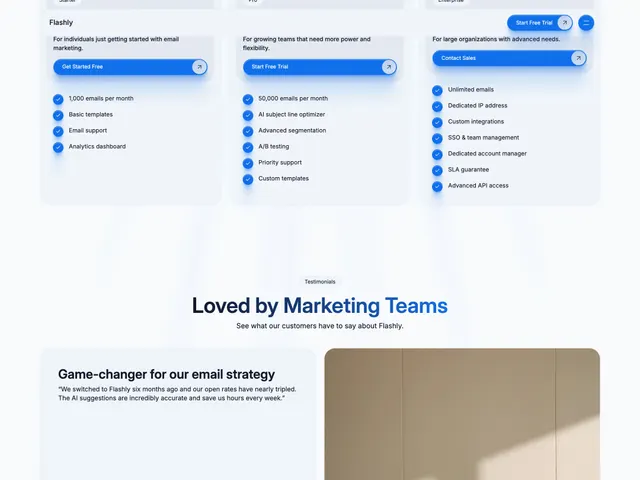 Starter
Pro
Enterprise
Flashly
Start Free Trial
For individuals just getting started with email
marketing.
For growing teams that need more power and
flexibility.
For large organizations with advanced needs.
Get Started Free
Start Free Trial
Contact Sales
1,000 emails per month
Basic templates
Email support
Analytics dashboard
50,000 emails per month
AI subject line optimizer
Advanced segmentation
A/B testing
Priority support
Custom templates
Unlimited emails
Dedicated IP address
Custom integrations
SSO & team management
Dedicated account manager
SLA guarantee
Advanced API access
Testimonials
Loved by Marketing Teams
See what our customers have to say about Flashly.
Game-changer for our email strategy
“We switched to Flashly six months ago and our open rates have nearly tripled.
The AI suggestions are incredibly accurate and save us hours every week.”